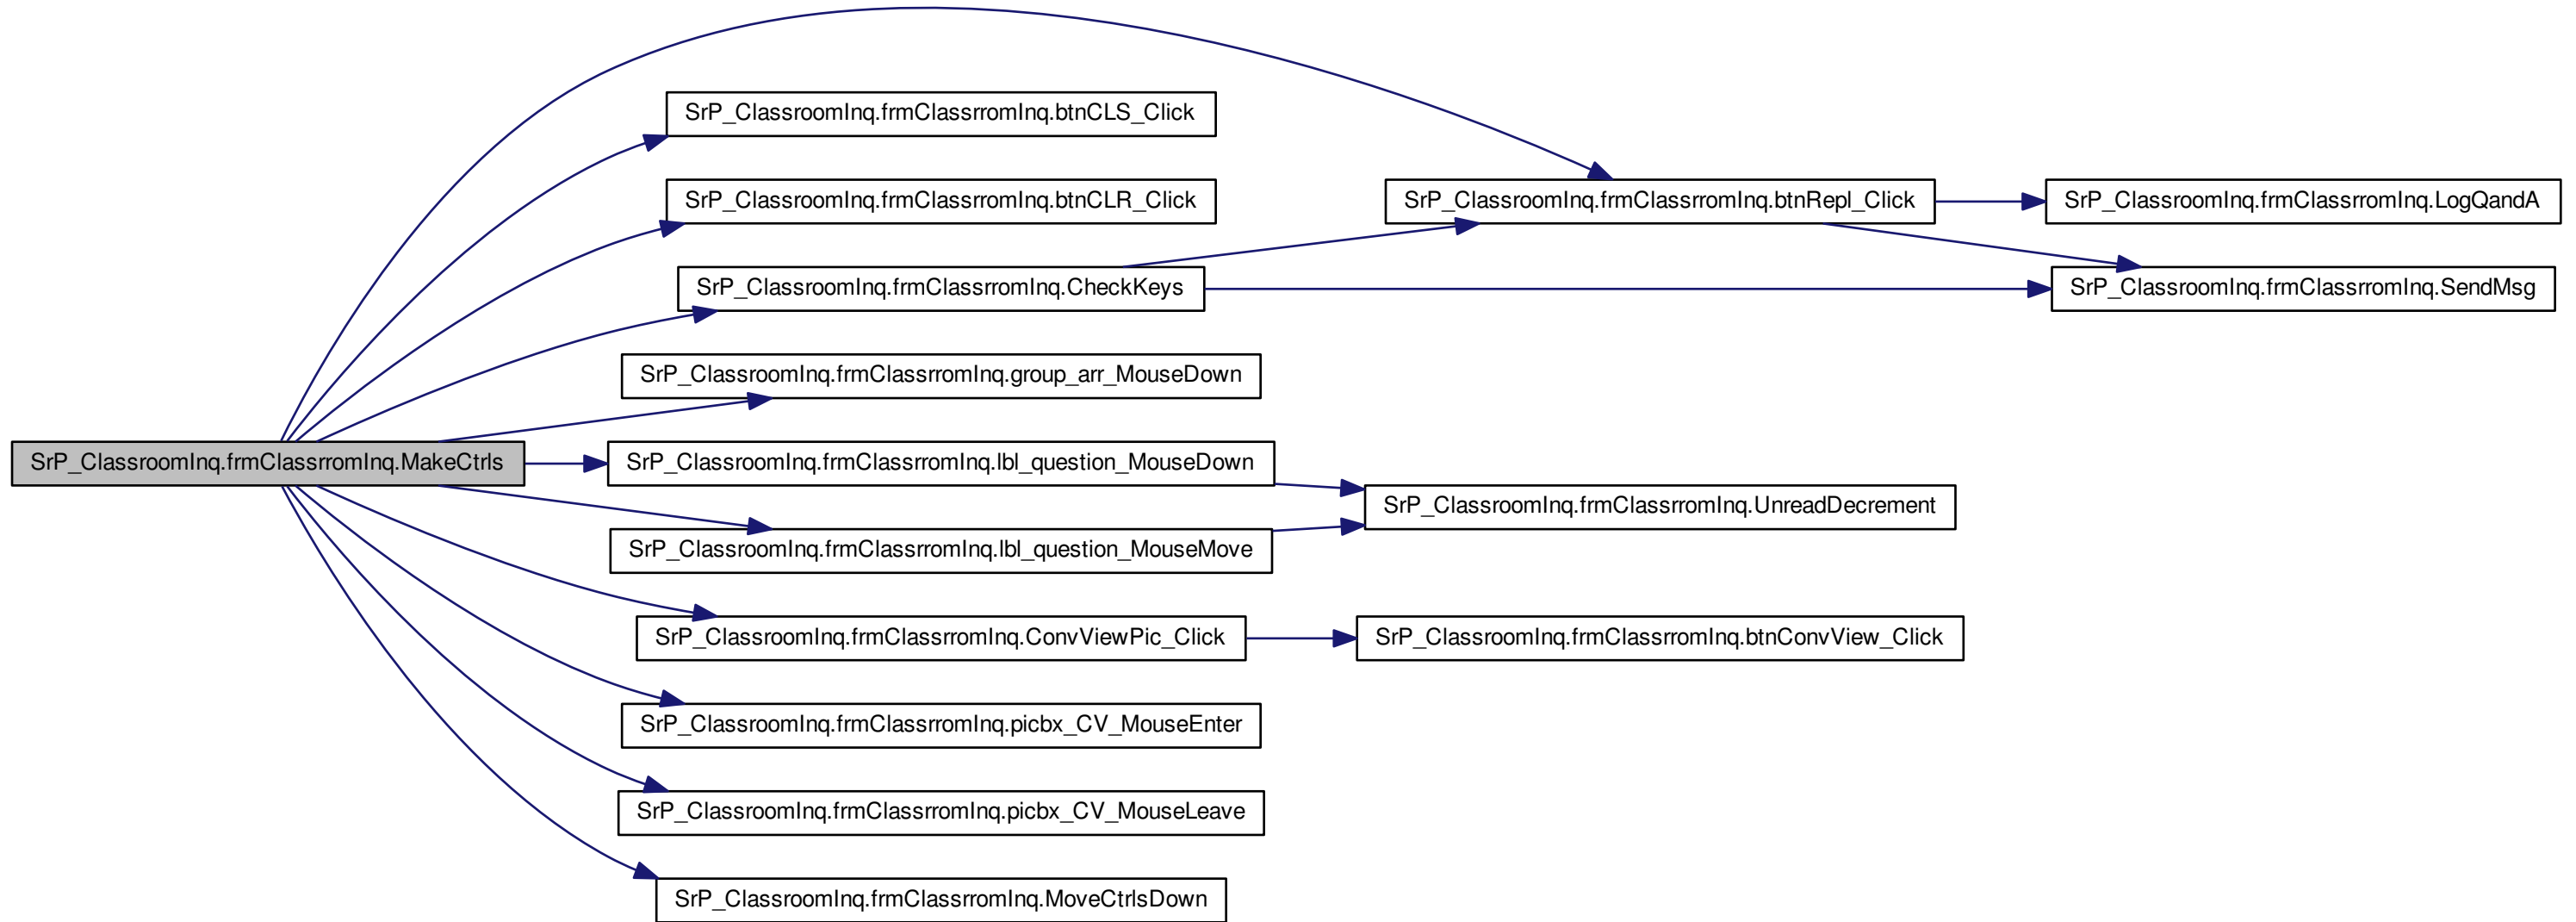 SrP_ClassroomInq.frmClassrromInq.btnCLS_Click
SrP_ClassroomInq.frmClassrromInq.btnCLR_Click
SrP_ClassroomInq.frmClassrromInq.btnRepl_Click
SrP_ClassroomInq.frmClassrromInq.LogQandA
SrP_ClassroomInq.frmClassrromInq.CheckKeys
SrP_ClassroomInq.frmClassrromInq.SendMsg
SrP_ClassroomInq.frmClassrromInq.group_arr_MouseDown
SrP_ClassroomInq.frmClassrromInq.MakeCtrls
SrP_ClassroomInq.frmClassrromInq.lbl_question_MouseDown
SrP_ClassroomInq.frmClassrromInq.UnreadDecrement
SrP_ClassroomInq.frmClassrromInq.lbl_question_MouseMove
SrP_ClassroomInq.frmClassrromInq.ConvViewPic_Click
SrP_ClassroomInq.frmClassrromInq.btnConvView_Click
SrP_ClassroomInq.frmClassrromInq.picbx_CV_MouseEnter
SrP_ClassroomInq.frmClassrromInq.picbx_CV_MouseLeave
SrP_ClassroomInq.frmClassrromInq.MoveCtrlsDown